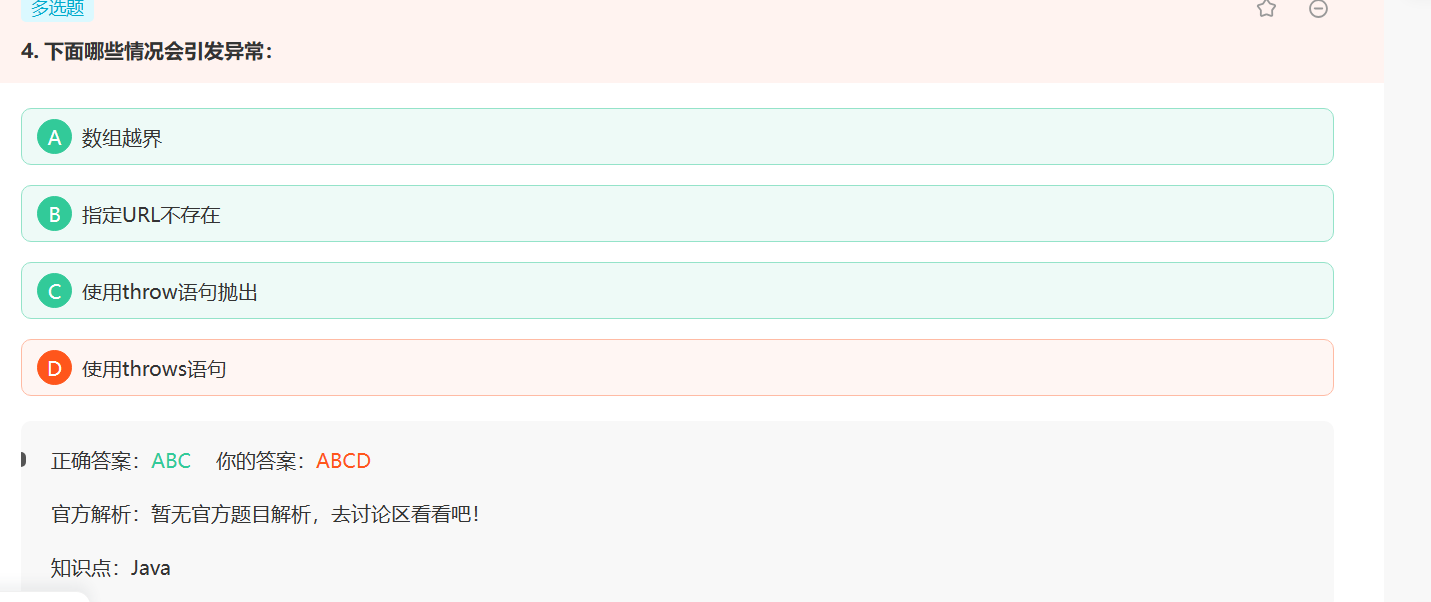 多选题
4. 下面哪些情况会引发异常：
A 数组越界
B 指定URL不存在
C 使用throw语句抛出
D 使用throws语句
正确答案：ABC 你的答案：ABCD
官方解析：暂无官方题目解析，去讨论区看看吧！
知识点：Java